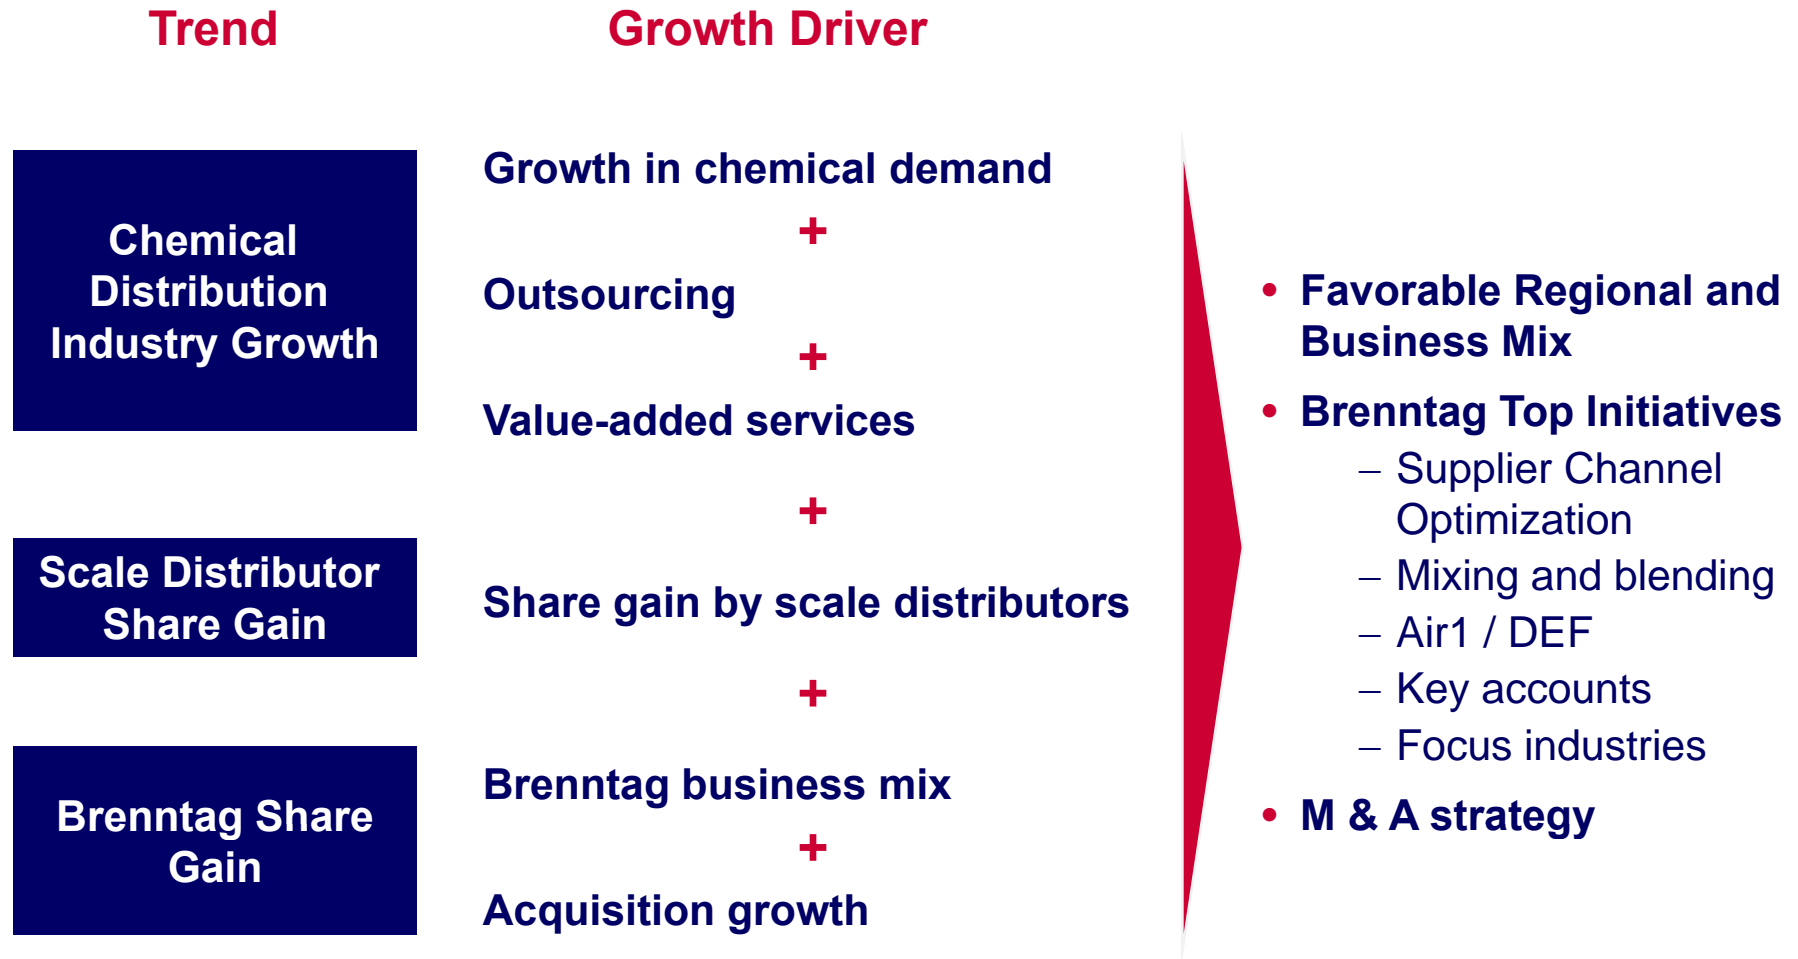 Trend
Growth Driver
Chemical
Distribution
Industry Growth
Growth in chemical demand
+
Outsourcing
+
Value-added services
+
Scale Distributor
Share Gain
Share gain by scale distributors
+
Brenntag Share
Gain
Brenntag business mix
+
Acquisition growth
• Favorable Regional and
Business Mix
• Brenntag Top Initiatives
– Supplier Channel
Optimization
– Mixing and blending
– Air1 / DEF
– Key accounts
– Focus industries
• M & A strategy